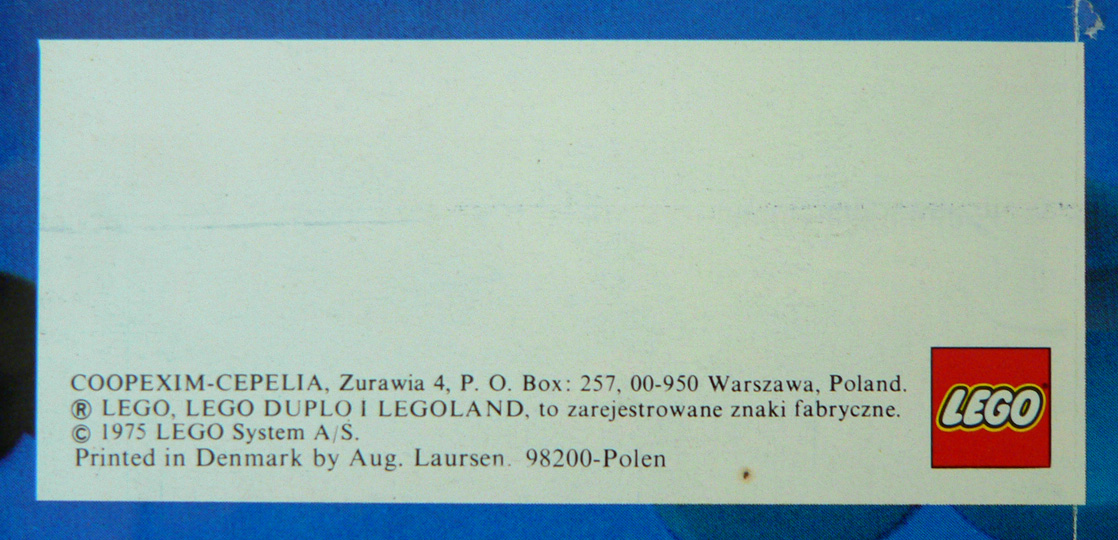 COOPEXIM-CEPELIA, Zurawia 4, P. O. Box: 257, 00-950 Warszawa, Poland.
® LEGO, LEGO DUPLO I LEGOLAND, to zarejestrowane znaki fabryczne.
© 1975 LEGO System A/S.
Printed in Denmark by Aug. Laursen. 98200-Polen
LEGO